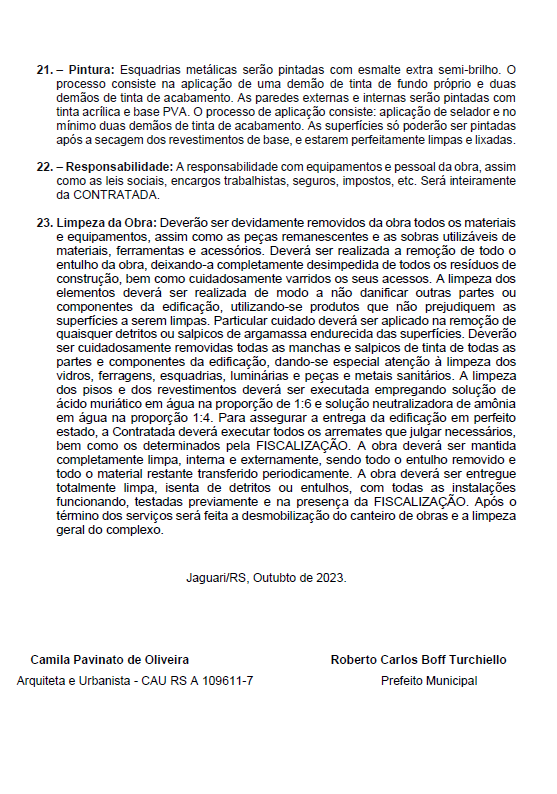 21. – Pintura: Esquadrias metálicas serão pintadas com esmalte extra semi-brilho. O
processo consiste na aplicação de uma demão de tinta de fundo próprio e duas
demãos de tinta de acabamento. As paredes externas e internas serão pintadas com
tinta acrílica e base PVA. O processo de aplicação consiste: aplicação de selador e no
mínimo duas demãos de tinta de acabamento. As superfícies só poderão ser pintadas
após a secagem dos revestimentos de base, e estarem perfeitamente limpas e lixadas.
22. – Responsabilidade: A responsabilidade com equipamentos e pessoal da obra, assim
como as leis sociais, encargos trabalhistas, seguros, impostos, etc. Será inteiramente
da CONTRATADA.
23. Limpeza da Obra: Deverão ser devidamente removidos da obra todos os materiais
e equipamentos, assim como as peças remanescentes e as sobras utilizáveis de
materiais, ferramentas e acessórios. Deverá ser realizada a remoção de todo o
entulho da obra, deixando-a completamente desimpedida de todos os resíduos de
construção, bem como cuidadosamente varridos os seus acessos. A limpeza dos
elementos deverá ser realizada de modo a não danificar outras partes ou
componentes da edificação, utilizando-se produtos que não prejudiquem as
superfícies a serem limpas. Particular cuidado deverá ser aplicado na remoção de
quaisquer detritos ou salpicos de argamassa endurecida das superfícies. Deverão
ser cuidadosamente removidas todas as manchas e salpicos de tinta de todas as
partes e componentes da edificação, dando-se especial atenção à limpeza dos
vidros, ferragens, esquadrias, luminárias e peças e metais sanitários. A limpeza
dos pisos e dos revestimentos deverá ser executada empregando solução de
ácido muriático em água na proporção de 1:6 e solução neutralizadora de amônia
em água na proporção 1:4. Para assegurar a entrega da edificação em perfeito
estado, a Contratada deverá executar todos os arremates que julgar necessários,
bem como os determinados pela FISCALIZAÇÃO. A obra deverá ser mantida
completamente limpa, interna e externamente, sendo todo o entulho removido e
todo o material restante transferido periodicamente. A obra deverá ser entregue
totalmente limpa, isenta de detritos ou entulhos, com todas as instalações
funcionando, testadas previamente e na presença da FISCALIZAÇÃO. Após o
término dos serviços será feita a desmobilização do canteiro de obras e a limpeza
geral do complexo.
Jaguari/RS, Outubto de 2023.
Camila Pavinato de Oliveira
Arquiteta e Urbanista - CAU RS A 109611-7
Roberto Carlos Boff Turchiello
Prefeito Municipal